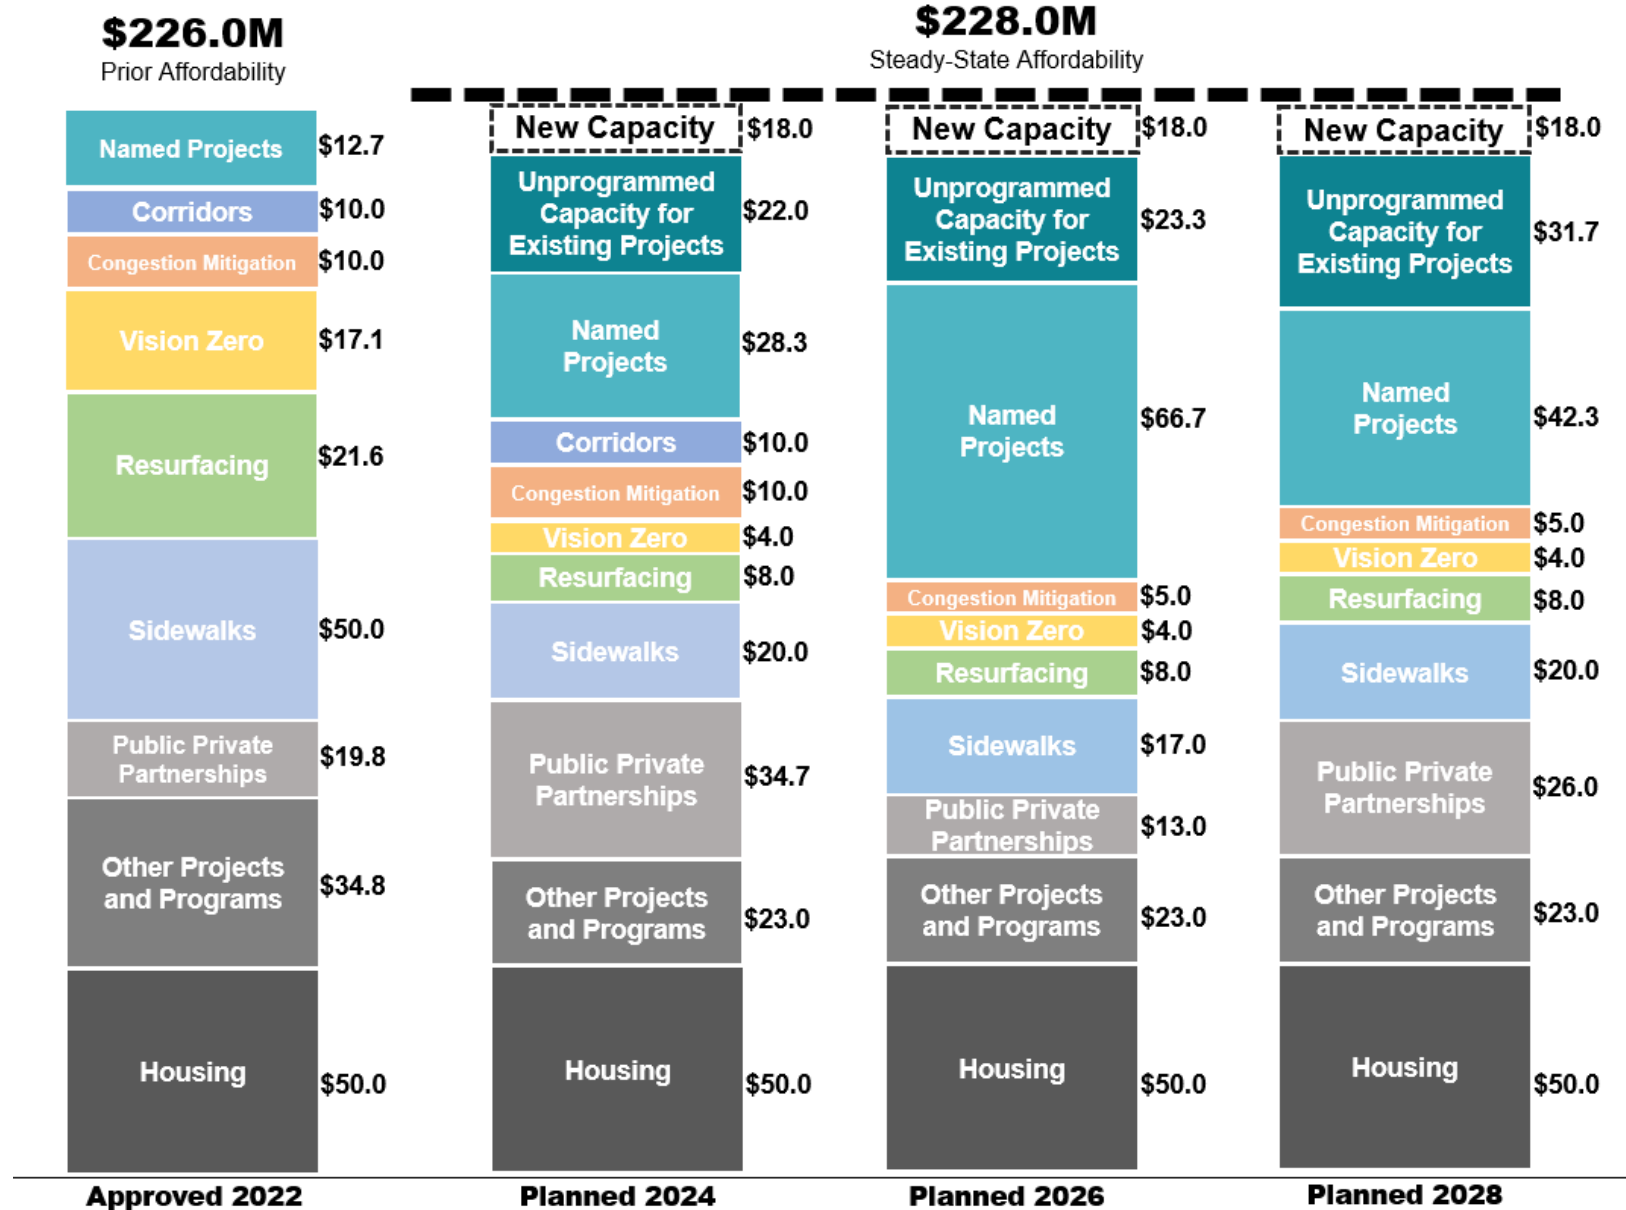 $226.0M
Prior Affordability
Named Projects $12.7
Corridors $10.0
Congestion Mitigation $10.0
Vision Zero $17.1
Resurfacing $21.6
Sidewalks $50.0
Public Private
Partnerships
$19.8
Other Projects
and Programs
$34.8
Housing $50.0
Approved 2022
$228.0M
Steady-State Affordability
New Capacity $18.0
Unprogrammed
Capacity for
Existing Projects
$22.0
Named
Projects
$28.3
Corridors $10.0
Congestion Mitigation $10.0
Vision Zero $4.0
Resurfacing $8.0
Sidewalks $20.0
Public Private
Partnerships
$34.7
Other Projects
and Programs
$23.0
Housing $50.0
Planned 2024
New Capacity $18.0
Unprogrammed
Capacity for
Existing Projects
$23.3
Named
Projects
$66.7
Congestion Mitigation $5.0
Vision Zero $4.0
Resurfacing $8.0
Sidewalks $17.0
Public Private
Partnerships
$13.0
Other Projects
and Programs
$23.0
Housing $50.0
Planned 2026
New Capacity $18.0
Unprogrammed
Capacity for
Existing Projects
$31.7
Named
Projects
$42.3
Congestion Mitigation $5.0
Vision Zero $4.0
Resurfacing $8.0
Sidewalks $20.0
Public Private
Partnerships
$26.0
Other Projects
and Programs
$23.0
Housing $50.0
Planned 2028